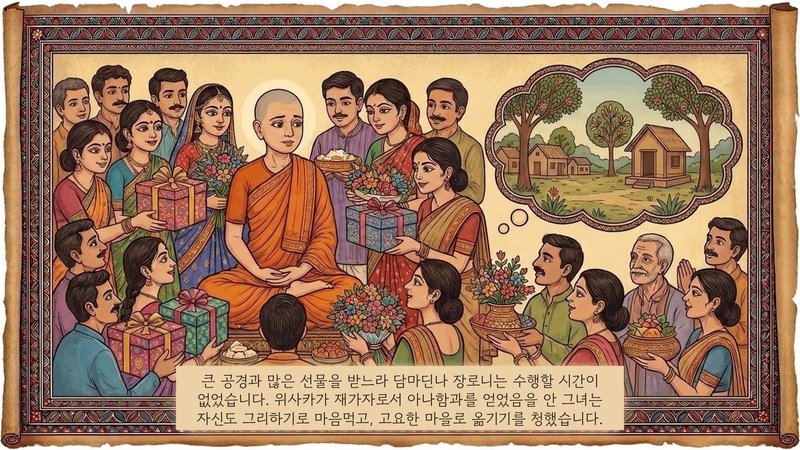 큰 공경과 많은 선물을 받느라 담마딘나 장로니는 수행할 시간이
없었습니다. 위사카가 재가자로서 아나함과를 얻었음을 안 그녀는
자신도 그리하기로 마음먹고, 고요한 마을로 옮기기를 청했습니다.